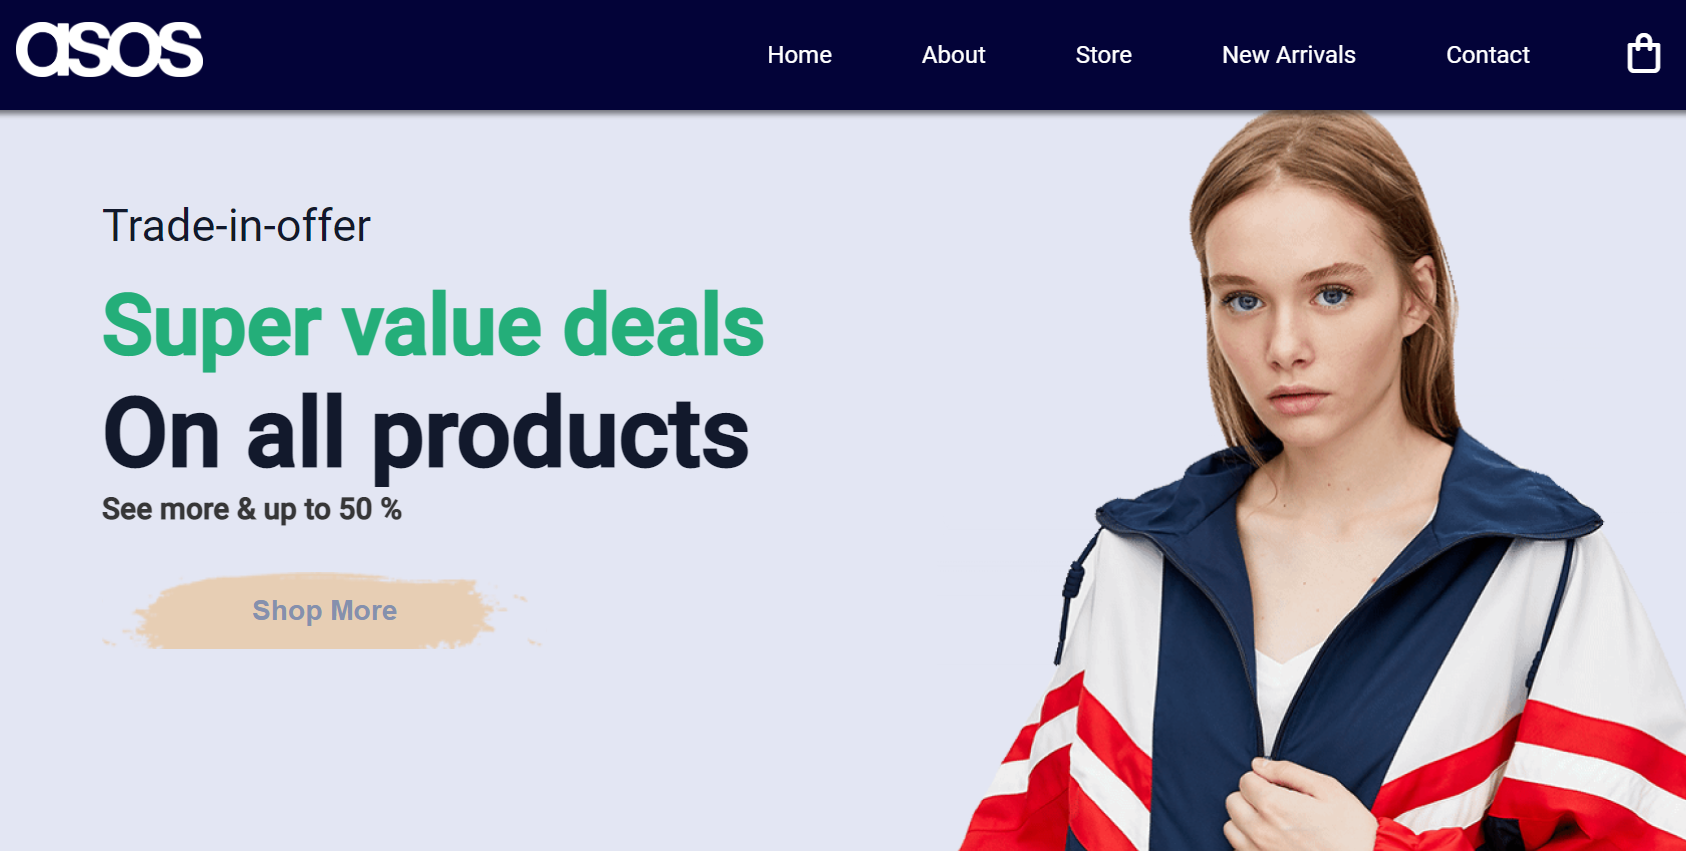 asos
Home About Store New Arrivals Contact
Trade-in-offer
Super value deals
On all products
See more & up to 50 %
Shop More